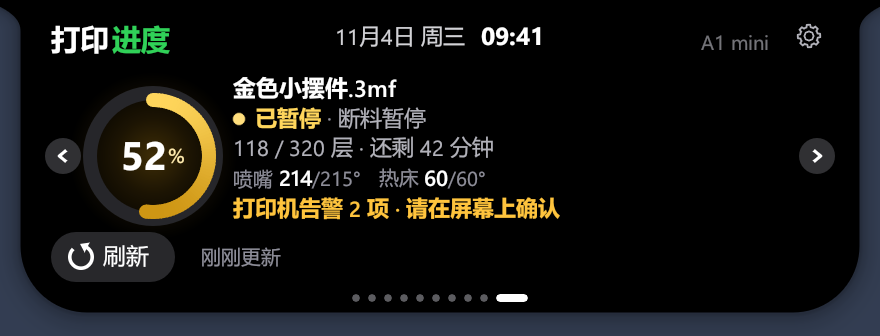 打印进度 11月4日 周三 09:41 A1 mini
金色小摆件.3mf
已暂停 · 断料暂停
52%
118 / 320 层 · 还剩 42 分钟
喷嘴 214/215° 热床 60/60°
打印机告警 2 项 · 请在屏幕上确认
刷新 刚刚更新